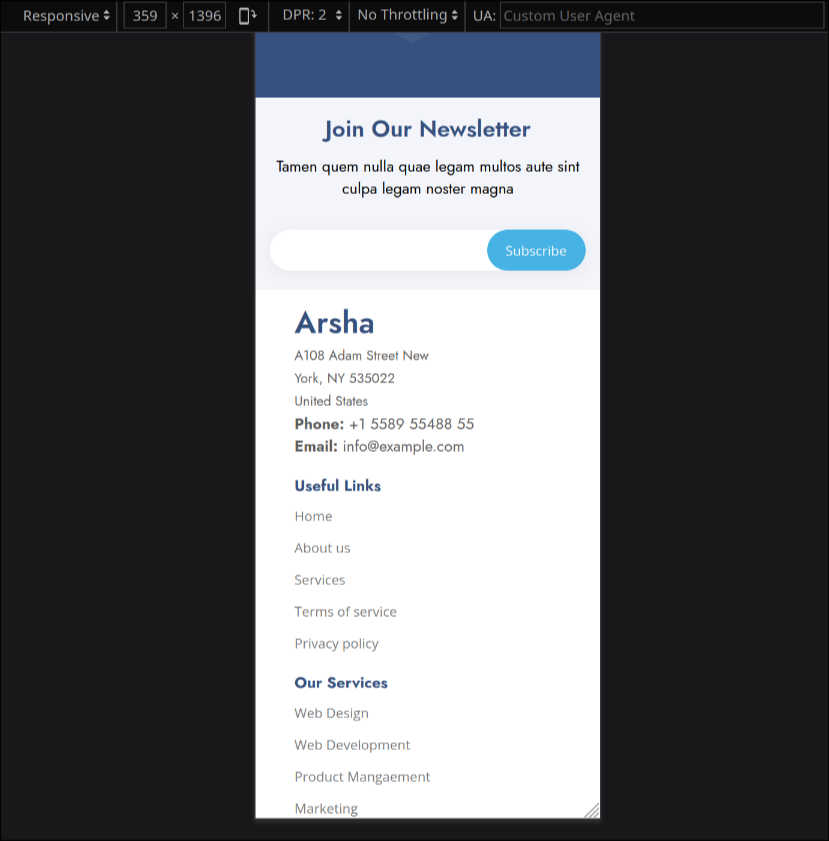 Responsive 359 × 1396 DPR: 2 No Throttling UA: Custom User Agent
Join Our Newsletter
Tamen quem nulla quae legam multos aute sint
culpa legam noster magna
Subscribe
Arsha
A108 Adam Street New
York, NY 535022
United States
Phone: +1 5589 55488 55
Email: info@example.com
Useful Links
Home
About us
Services
Terms of service
Privacy policy
Our Services
Web Design
Web Development
Product Mangaement
Marketing